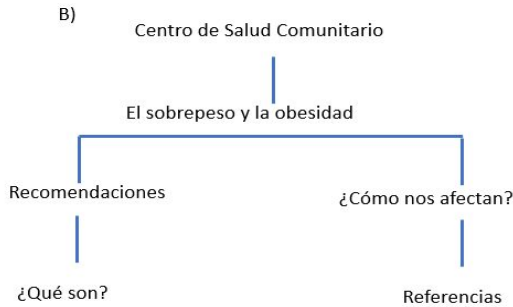 B)
Centro de Salud Comunitario
El sobrepeso y la obesidad
Recomendaciones
¿Cómo nos afectan?
¿Qué son?
Referencias